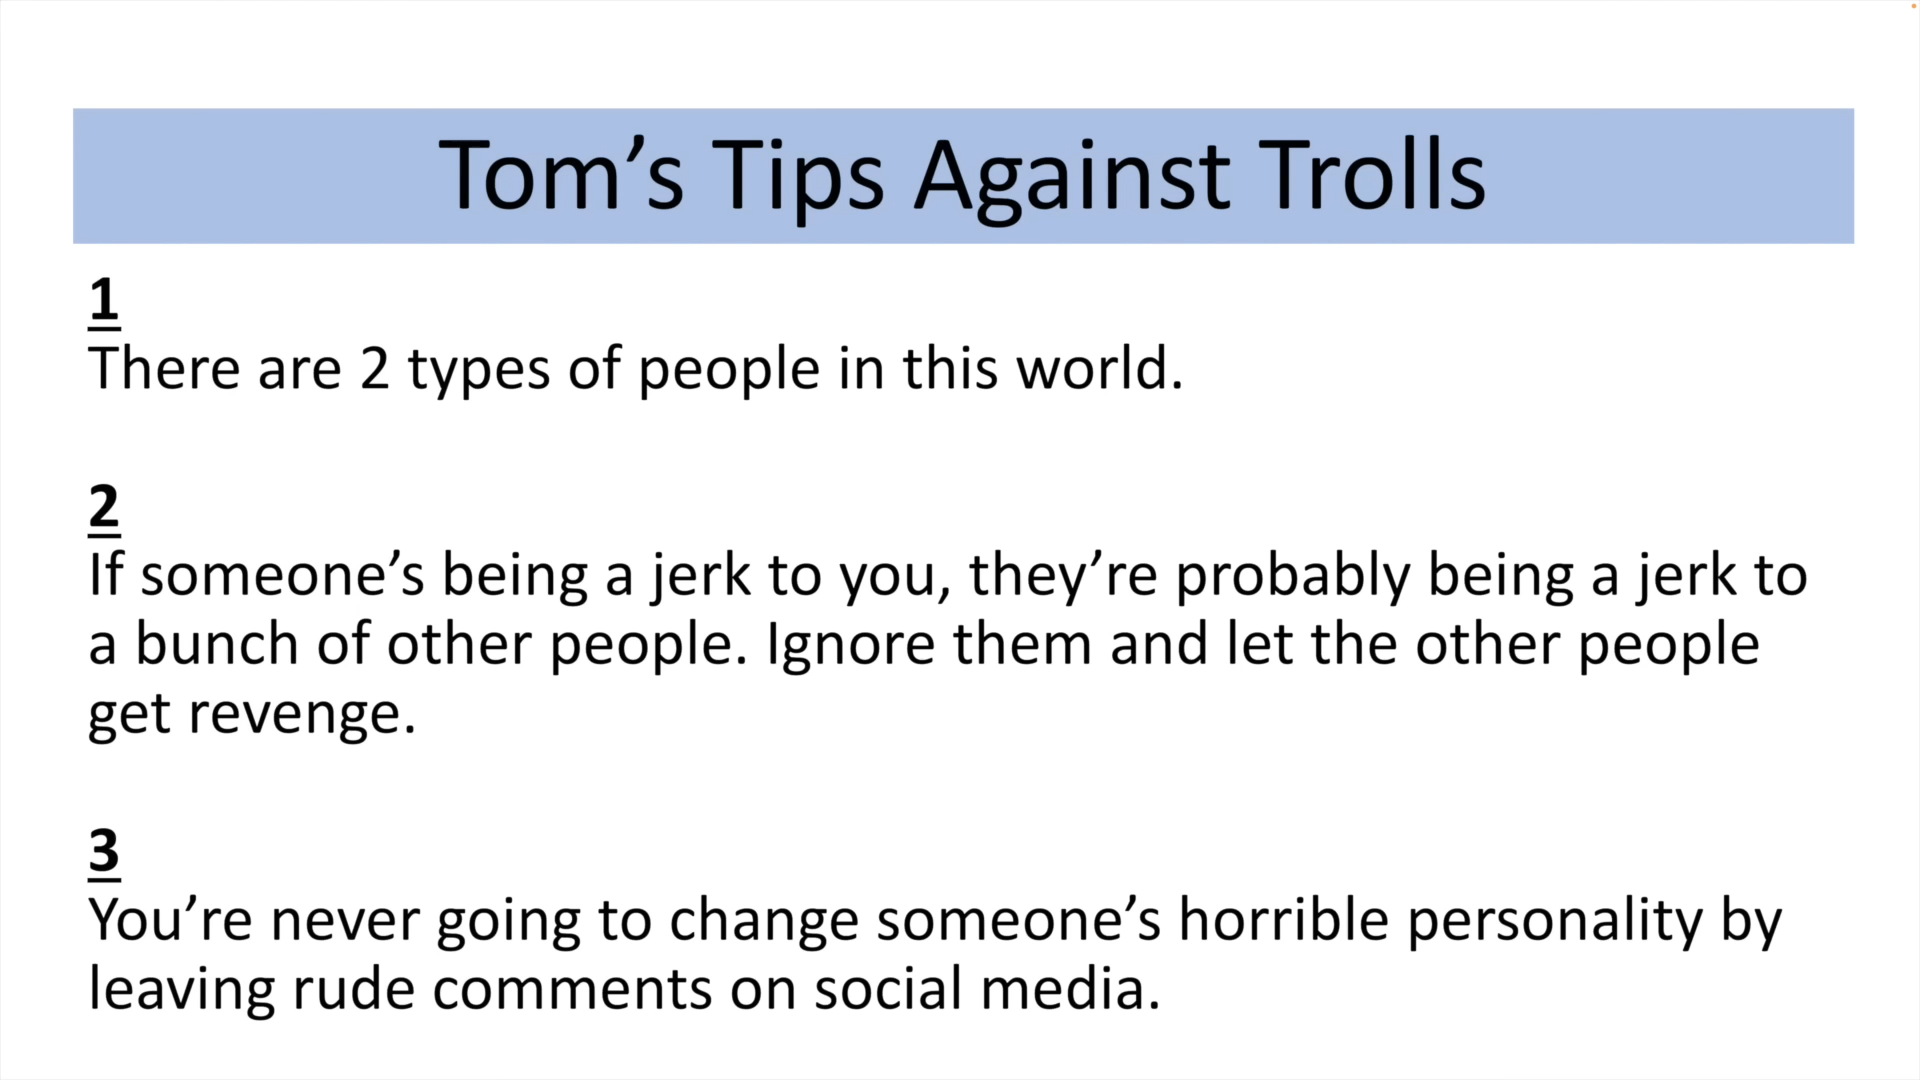 Tom’s Tips Against Trolls
1
There are 2 types of people in this world.
2
If someone’s being a jerk to you, they’re probably being a jerk to
a bunch of other people. Ignore them and let the other people
get revenge.
3
You’re never going to change someone’s horrible personality by
leaving rude comments on social media.